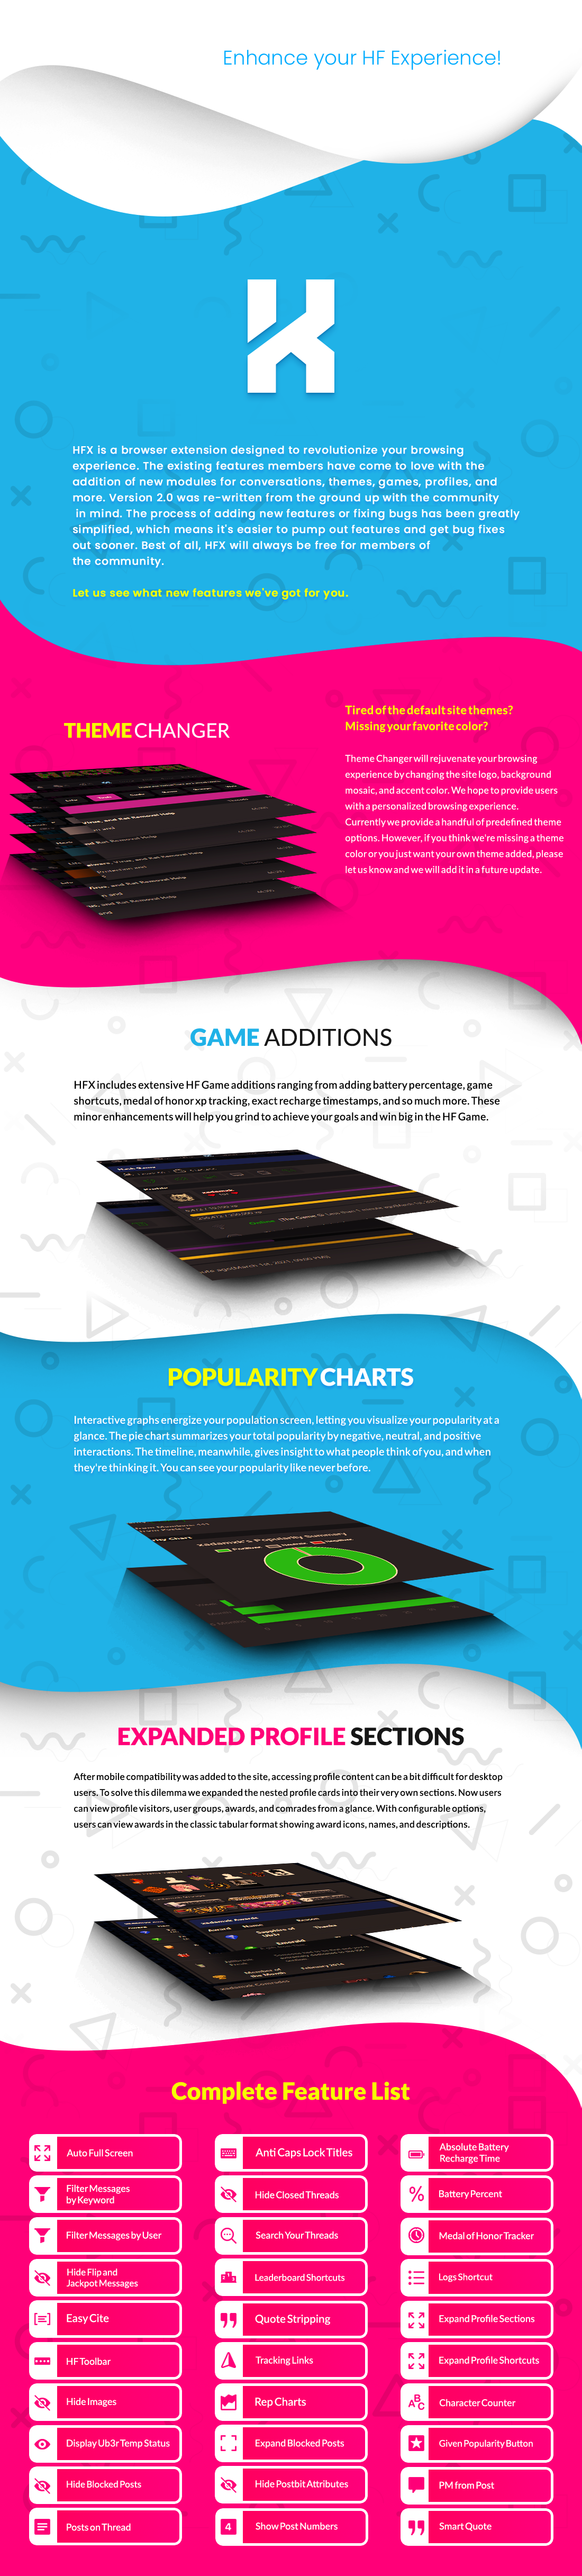 Enhance your HF Experience!
HFX is a browser extension designed to revolutionize your browsing
experience. The existing features members have come to love with the
addition of new modules for conversations, themes, games, profiles, and
more. Version 2.0 was re-written from the ground up with the community
in mind. The process of adding new features or fixing bugs has been greatly
simplified, which means it's easier to pump out features and get bug fixes
out sooner. Best of all, HFX will always be free for members of
the community.
Let us see what new features we've got for you.
THEME CHANGER
Tired of the default site themes?
Missing your favorite color?
Theme Changer will rejuvenate your browsing
experience by changing the site logo, background
mosaic, and accent color. We hope to provide users
with a personalized browsing experience.
Currently we provide a handful of predefined theme
options. However, if you think we're missing a theme
color or you just want your own theme added, please
let us know and we will add it in a future update.
GAME ADDITIONS
HFX includes extensive HF Game additions ranging from adding battery percentage, game
shortcuts, medal of honor xp tracking, exact recharge timestamps, and so much more. These
minor enhancements will help you grind to achieve your goals and win big in the HF Game.
POPULARITY CHARTS
Interactive graphs energize your population screen, letting you visualize your popularity at a
glance. The pie chart summarizes your total popularity by negative, neutral, and positive
interactions. The timeline, meanwhile, gives insight to what people think of you, and when
they're thinking it. You can see your popularity like never before.
EXPANDED PROFILE SECTIONS
After mobile compatibility was added to the site, accessing profile content can be a bit difficult for desktop
users. To solve this dilemma we expanded the nested profile cards into their very own sections. Now users
can view profile visitors, user groups, awards, and comrades from a glance. With configurable options,
users can view awards in the classic tabular format showing award icons, names, and descriptions.
Complete Feature List
Auto Full Screen
Anti Caps Lock Titles
Absolute Battery
Recharge Time
Filter Messages
by Keyword
Hide Closed Threads
Battery Percent
Filter Messages by User
Search Your Threads
Medal of Honor Tracker
Hide Flip and
Jackpot Messages
Leaderboard Shortcuts
Logs Shortcut
Easy Cite
Quote Stripping
Expand Profile Sections
HF Toolbar
Tracking Links
Expand Profile Shortcuts
Hide Images
Rep Charts
Character Counter
Display Ub3r Temp Status
Expand Blocked Posts
Given Popularity Button
Hide Blocked Posts
Hide Postbit Attributes
PM from Post
Posts on Thread
4 Show Post Numbers
Smart Quote